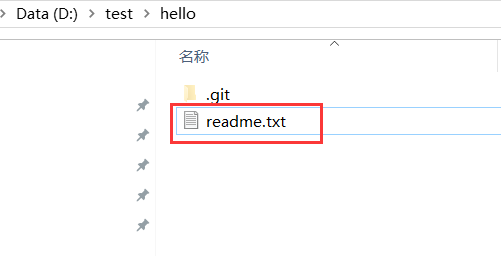 Data (D:) › test › hello
名称
.git
readme.txt